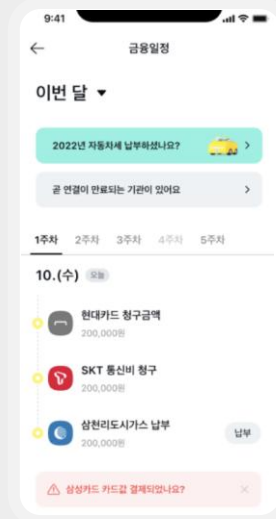 9:41
금융일정
이번 달
2022년 자동차세 납부하셨나요?
곧 연결이 만료되는 기관이 있어요
1주차 2주차 3주차 4주차 5주차
10.(수) 오늘
현대카드 청구금액
200,000원
SKT 통신비 청구
200,000원
삼천리도시가스 납부
200,000원
납부
삼성카드 카드값 결제되었나요?